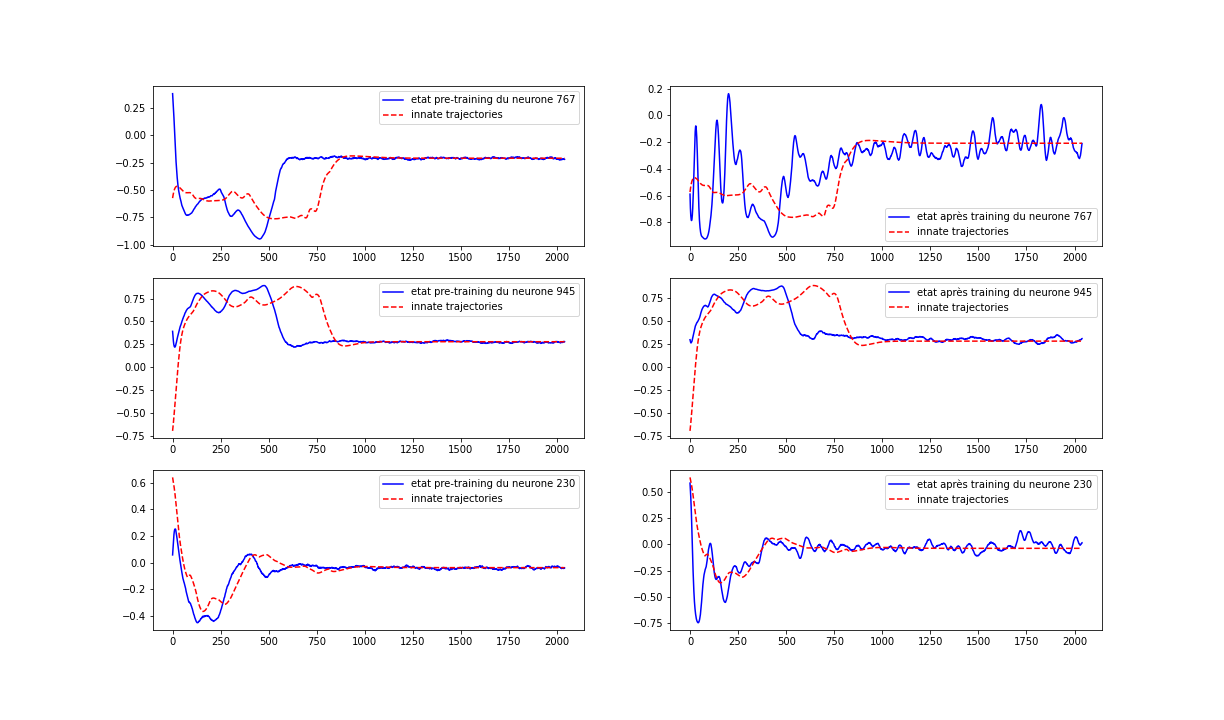 0.25
0.00
−0.25
−0.50
−0.75
−1.00
etat pre-training du neurone 767
innate trajectories
0 250 500 750 1000 1250 1500 1750 2000
0.2
0.0
−0.2
−0.4
−0.6
−0.8
etat après training du neurone 767
innate trajectories
0 250 500 750 1000 1250 1500 1750 2000
0.75
0.50
0.25
0.00
−0.25
−0.50
−0.75
etat pre-training du neurone 945
innate trajectories
0 250 500 750 1000 1250 1500 1750 2000
0.75
0.50
0.25
0.00
−0.25
−0.50
−0.75
etat après training du neurone 945
innate trajectories
0 250 500 750 1000 1250 1500 1750 2000
0.6
0.4
0.2
0.0
−0.2
−0.4
etat pre-training du neurone 230
innate trajectories
0 250 500 750 1000 1250 1500 1750 2000
0.50
0.25
0.00
−0.25
−0.50
−0.75
etat après training du neurone 230
innate trajectories
0 250 500 750 1000 1250 1500 1750 2000